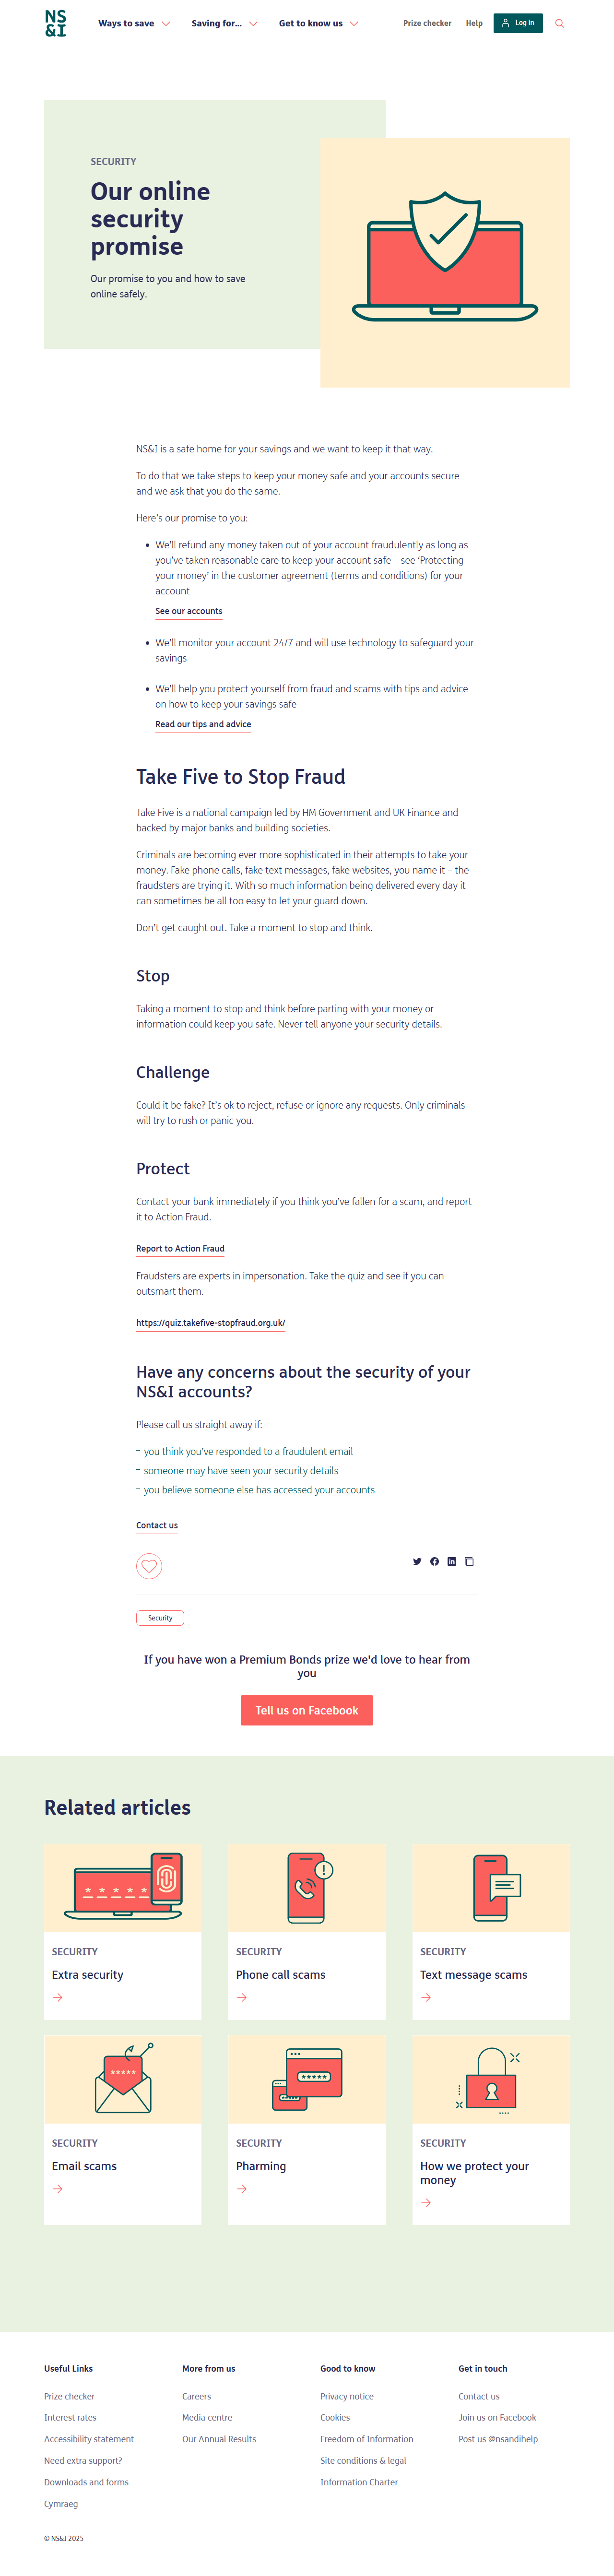 NS
&I
Ways to save
Saving for...
Get to know us
Prize checker
Help
Log in
SECURITY
Our online
security
promise
Our promise to you and how to save
online safely.
NS&I is a safe home for your savings and we want to keep it that way.
To do that we take steps to keep your money safe and your accounts secure
and we ask that you do the same.
Here's our promise to you:
We'll refund any money taken out of your account fraudulently as long as
you've taken reasonable care to keep your account safe – see 'Protecting
your money' in the customer agreement (terms and conditions) for your
account
See our accounts
We'll monitor your account 24/7 and will use technology to safeguard your
savings
We'll help you protect yourself from fraud and scams with tips and advice
on how to keep your savings safe
Read our tips and advice
Take Five to Stop Fraud
Take Five is a national campaign led by HM Government and UK Finance and
backed by major banks and building societies.
Criminals are becoming ever more sophisticated in their attempts to take your
money. Fake phone calls, fake text messages, fake websites, you name it – the
fraudsters are trying it. With so much information being delivered every day it
can sometimes be all too easy to let your guard down.
Don't get caught out. Take a moment to stop and think.
Stop
Taking a moment to stop and think before parting with your money or
information could keep you safe. Never tell anyone your security details.
Challenge
Could it be fake? It's ok to reject, refuse or ignore any requests. Only criminals
will try to rush or panic you.
Protect
Contact your bank immediately if you think you've fallen for a scam, and report
it to Action Fraud.
Report to Action Fraud
Fraudsters are experts in impersonation. Take the quiz and see if you can
outsmart them.
https://quiz.takefive-stopfraud.org.uk/
Have any concerns about the security of your
NS&I accounts?
Please call us straight away if:
– you think you've responded to a fraudulent email
– someone may have seen your security details
– you believe someone else has accessed your accounts
Contact us
Security
If you have won a Premium Bonds prize we'd love to hear from
you
Tell us on Facebook
Related articles
SECURITY
Extra security
SECURITY
Phone call scams
SECURITY
Text message scams
SECURITY
Email scams
SECURITY
Pharming
SECURITY
How we protect your
money
Useful Links
Prize checker
Interest rates
Accessibility statement
Need extra support?
Downloads and forms
Cymraeg
More from us
Careers
Media centre
Our Annual Results
Good to know
Privacy notice
Cookies
Freedom of Information
Site conditions & legal
Information Charter
Get in touch
Contact us
Join us on Facebook
Post us @nsandihelp
© NS&I 2025